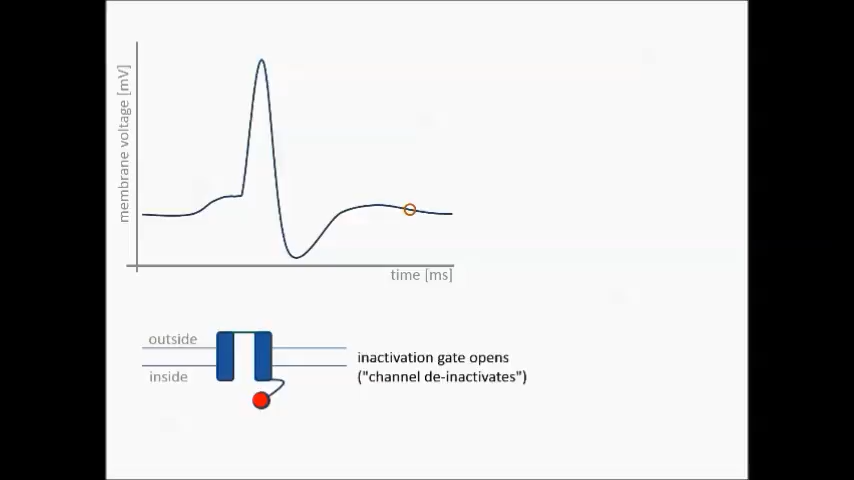 membrane voltage [mV]
time [ms]
outside
inside
inactivation gate opens
("channel de-inactivates")